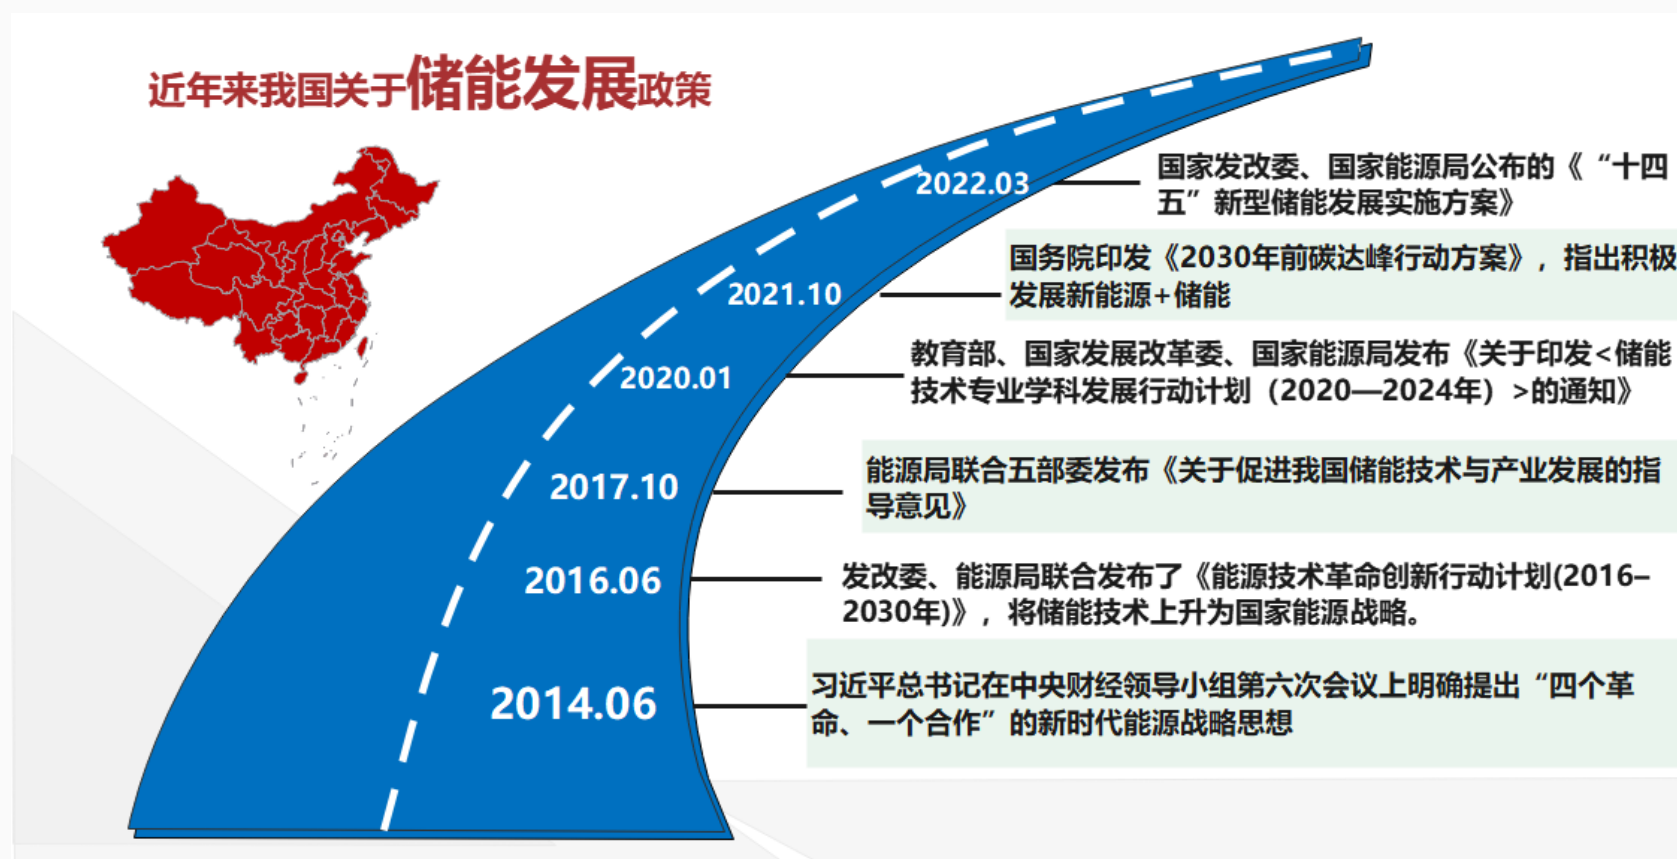 近年来我国关于储能发展政策
2022.03
国家发改委、国家能源局公布的《“十四
五”新型储能发展实施方案》
2021.10
国务院印发《2030年前碳达峰行动方案》，指出积极
发展新能源+储能
2020.01
教育部、国家发展改革委、国家能源局发布《关于印发<储能
技术专业学科发展行动计划（2020—2024年）>的通知》
2017.10
能源局联合五部委发布《关于促进我国储能技术与产业发展的指
导意见》
2016.06
发改委、能源局联合发布了《能源技术革命创新行动计划(2016–
2030年)》，将储能技术上升为国家能源战略。
2014.06
习近平总书记在中央财经领导小组第六次会议上明确提出“四个革
命、一个合作”的新时代能源战略思想